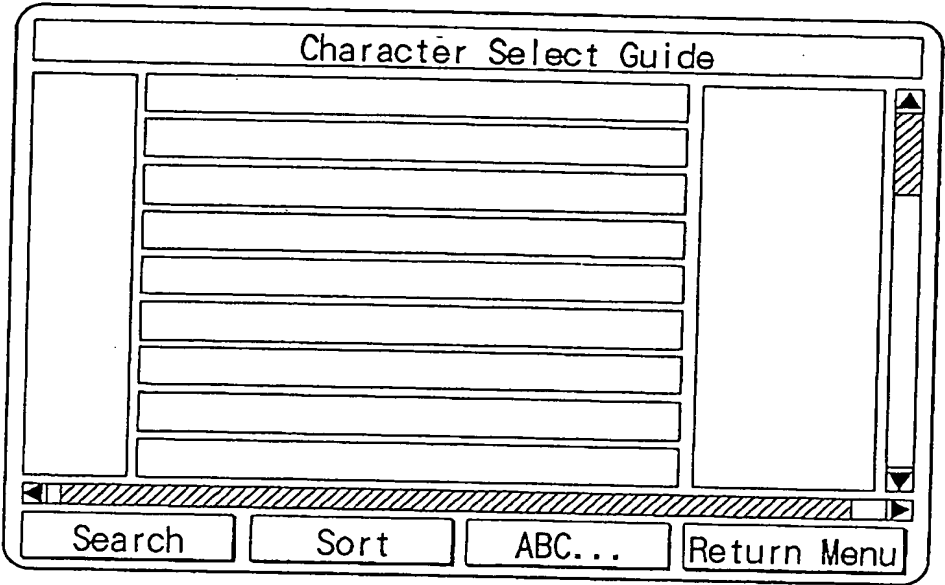 Character Select Guide
Search
Sort
ABC...
Return Menu